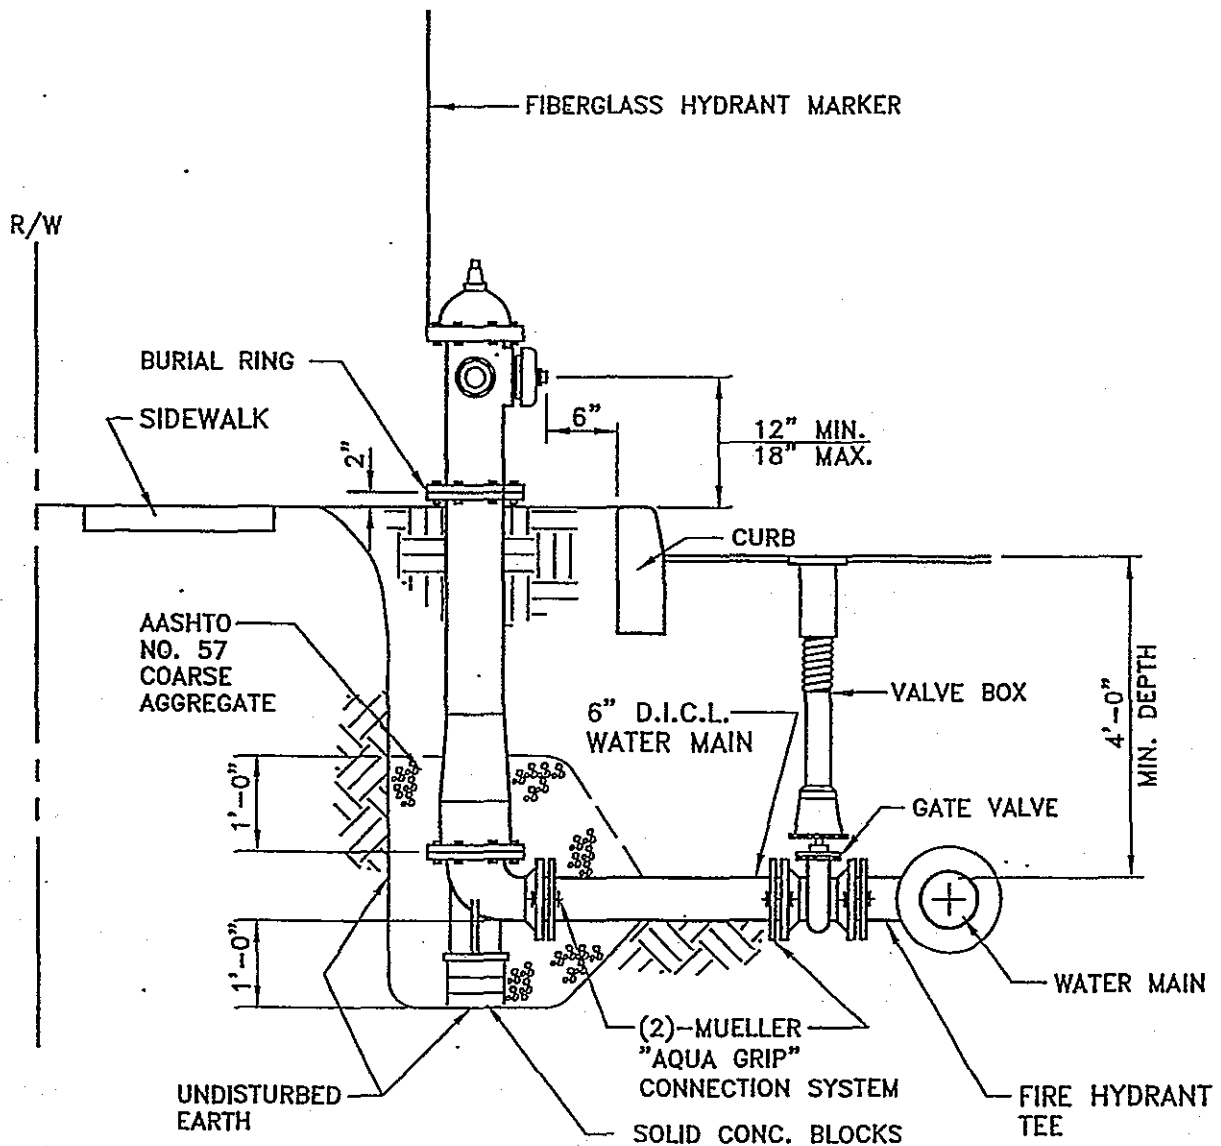 FIBERGLASS HYDRANT MARKER
R/W
BURIAL RING
SIDEWALK
6"
12" MIN.
18" MAX.
2"
CURB
AASHTO
NO. 57
COARSE
AGGREGATE
6" D.I.C.L.
WATER MAIN
VALVE BOX
4'-0"
MIN. DEPTH
1'-0"
GATE VALVE
1'-0"
WATER MAIN
(2)-MUELLER
"AQUA GRIP"
CONNECTION SYSTEM
UNDISTURBED
EARTH
FIRE HYDRANT
TEE
SOLID CONC. BLOCKS